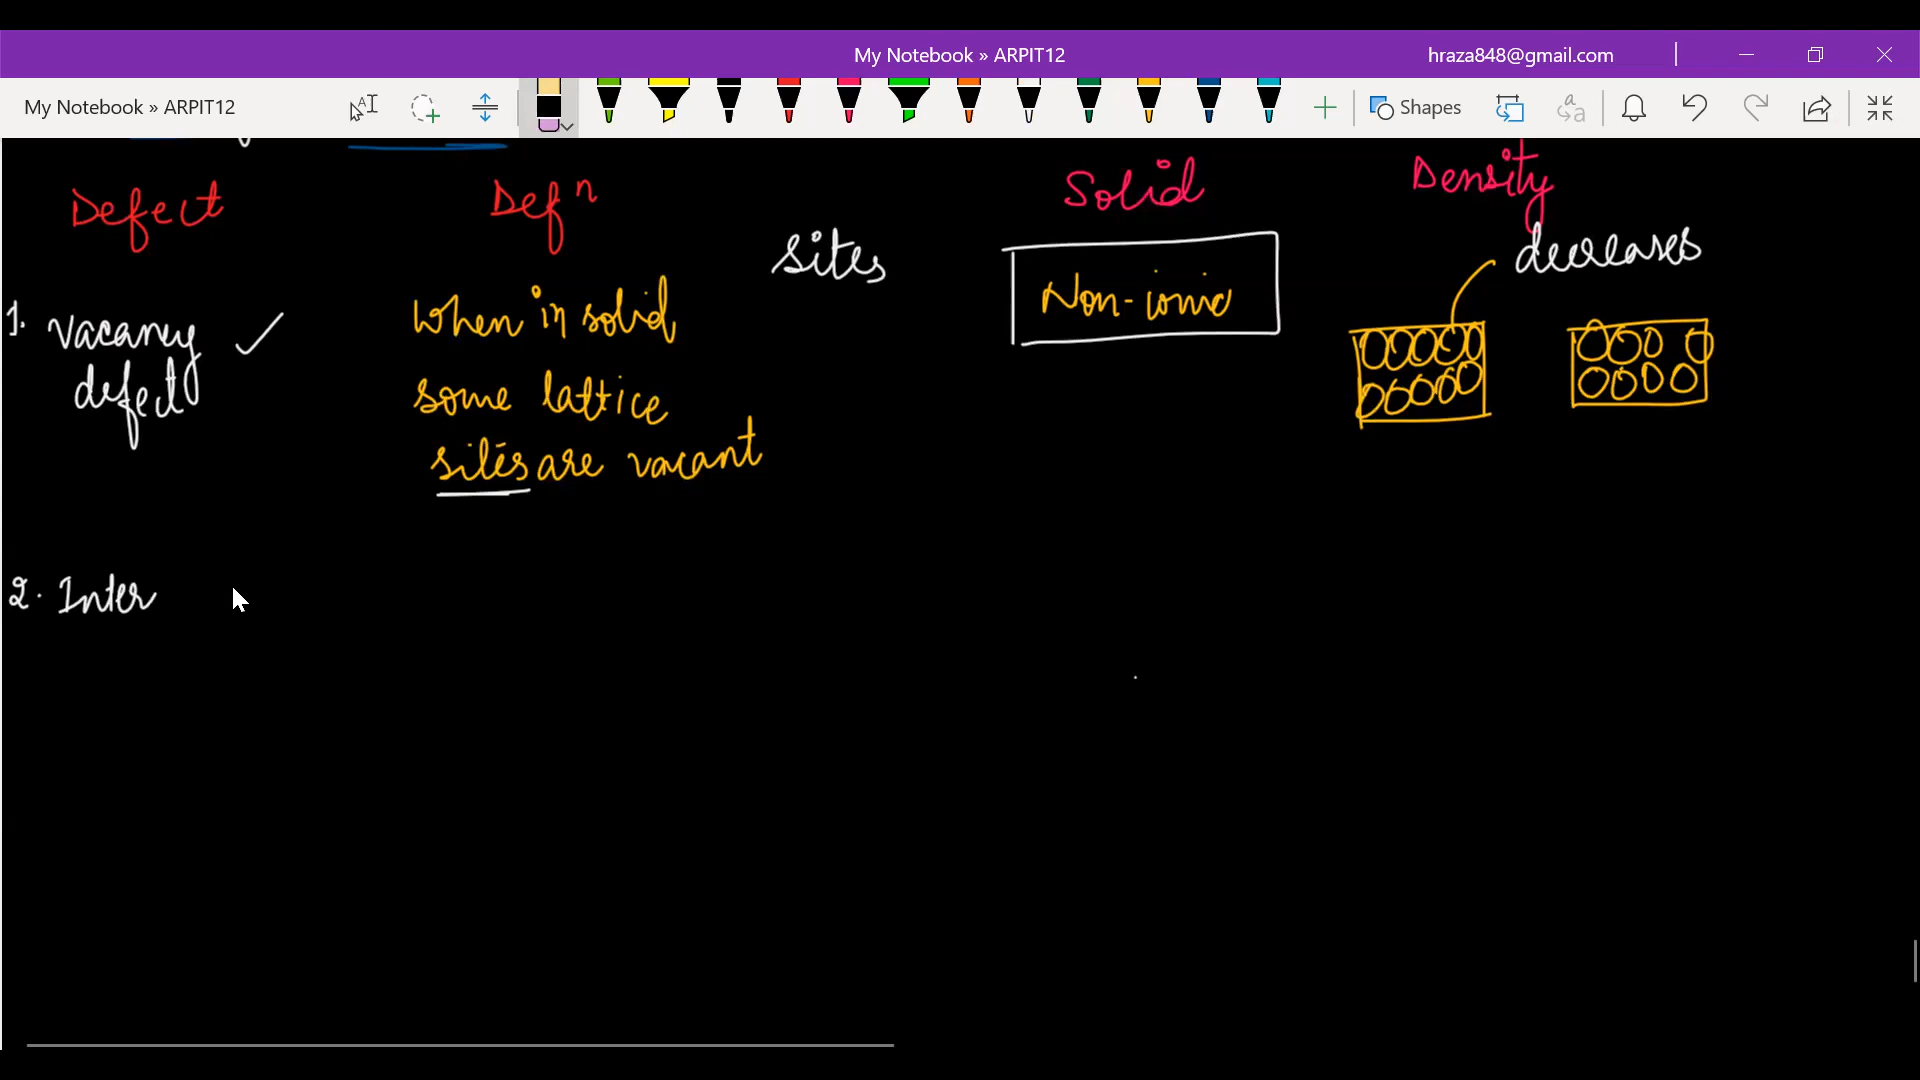 My Notebook » ARPIT12
hraza848@gmail.com
My Notebook » ARPIT12
Shapes
Defect
Defⁿ
Solid
Density
sites
decreases
1. Vacancy
defect
When in solid
some lattice
sites are vacant
Non-ionic
2. Inter